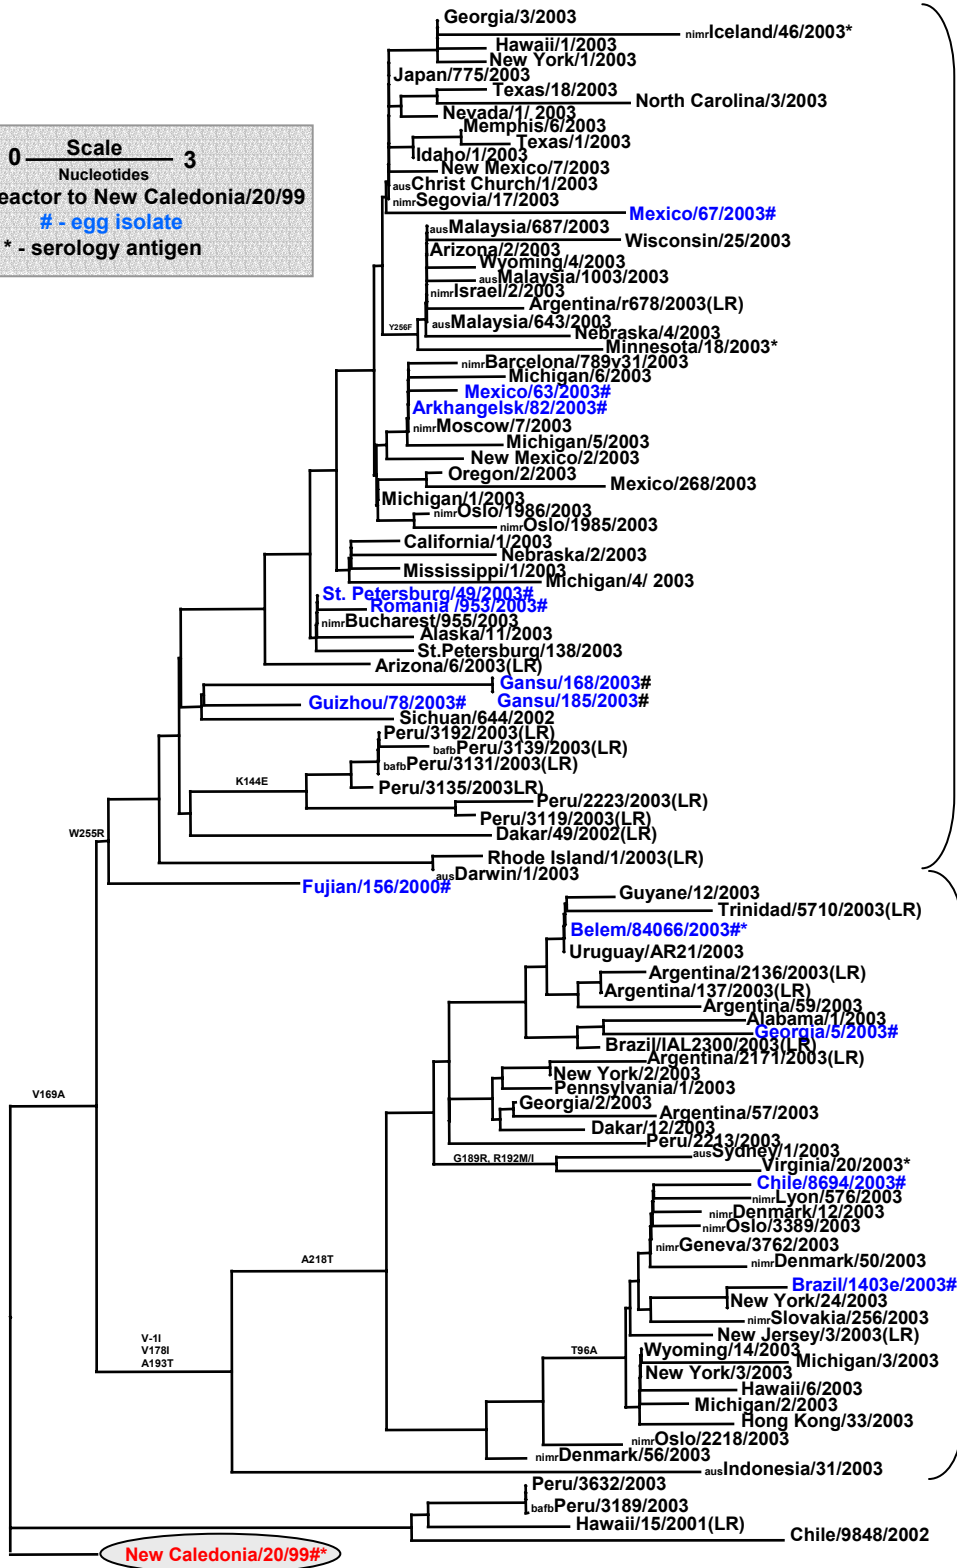 Georgia/3/2003
nimrIceland/46/2003*
Hawaii/1/2003
New York/1/2003
Japan/775/2003
Texas/18/2003
North Carolina/3/2003
Nevada/1/ 2003
Memphis/6/2003
Texas/1/2003
Idaho/1/2003
New Mexico/7/2003
ausChrist Church/1/2003
nimrSegovia/17/2003
Mexico/67/2003#
0 Scale 3
Nucleotides
eactor to New Caledonia/20/99
# - egg isolate
* - serology antigen
ausMalaysia/687/2003
Wisconsin/25/2003
Arizona/2/2003
Wyoming/4/2003
ausMalaysia/1003/2003
nimrIsrael/2/2003
Argentina/r678/2003(LR)
ausMalaysia/643/2003
Y256F
Nebraska/4/2003
Minnesota/18/2003*
nimrBarcelona/789v31/2003
Michigan/6/2003
Mexico/63/2003#
Arkhangelsk/82/2003#
nimrMoscow/7/2003
Michigan/5/2003
New Mexico/2/2003
Oregon/2/2003
Mexico/268/2003
Michigan/1/2003
nimrOslo/1986/2003
nimrOslo/1985/2003
California/1/2003
Nebraska/2/2003
Mississippi/1/2003
Michigan/4/ 2003
St. Petersburg/49/2003#
Romania /953/2003#
nimrBucharest/955/2003
Alaska/11/2003
St.Petersburg/138/2003
Arizona/6/2003(LR)
Gansu/168/2003#
Guizhou/78/2003#
Gansu/185/2003#
Sichuan/644/2002
Peru/3192/2003(LR)
bafbPeru/3139/2003(LR)
bafbPeru/3131/2003(LR)
K144E
Peru/3135/2003LR)
Peru/2223/2003(LR)
Peru/3119/2003(LR)
W255R
Dakar/49/2002(LR)
Rhode Island/1/2003(LR)
ausDarwin/1/2003
Fujian/156/2000#
Guyane/12/2003
Trinidad/5710/2003(LR)
Belem/84066/2003#*
Uruguay/AR21/2003
Argentina/2136/2003(LR)
Argentina/137/2003(LR)
Argentina/59/2003
Alabama/1/2003
Georgia/5/2003#
Brazil/IAL2300/2003(LR)
Argentina/2171/2003(LR)
New York/2/2003
Pennsylvania/1/2003
V169A
Georgia/2/2003
Argentina/57/2003
Dakar/12/2003
Peru/2213/2003
ausSydney/1/2003
G189R, R192M/I
Virginia/20/2003*
Chile/8694/2003#
nimrLyon/576/2003
nimrDenmark/12/2003
nimrOslo/3389/2003
nimrGeneva/3762/2003
A218T
nimrDenmark/50/2003
Brazil/1403e/2003#
New York/24/2003
nimrSlovakia/256/2003
New Jersey/3/2003(LR)
V-1I
V178I
A193T
T96A
Wyoming/14/2003
Michigan/3/2003
New York/3/2003
Hawaii/6/2003
Michigan/2/2003
Hong Kong/33/2003
nimrOslo/2218/2003
nimrDenmark/56/2003
ausIndonesia/31/2003
Peru/3632/2003
bafbPeru/3189/2003
Hawaii/15/2001(LR)
Chile/9848/2002
New Caledonia/20/99#*